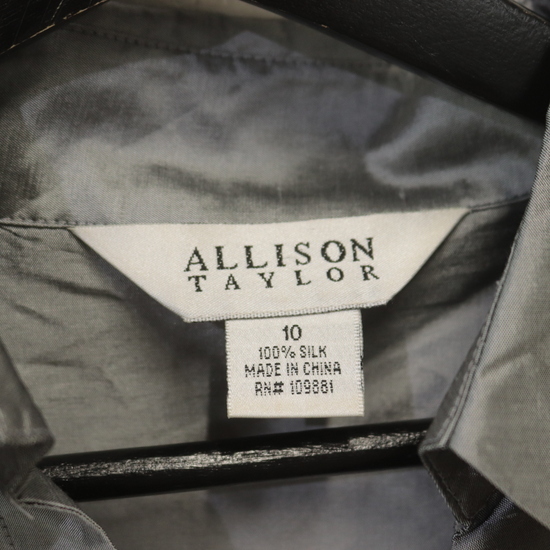 ALLISON
TAYLOR
10
100% SILK
MADE IN CHINA
RN# 109881